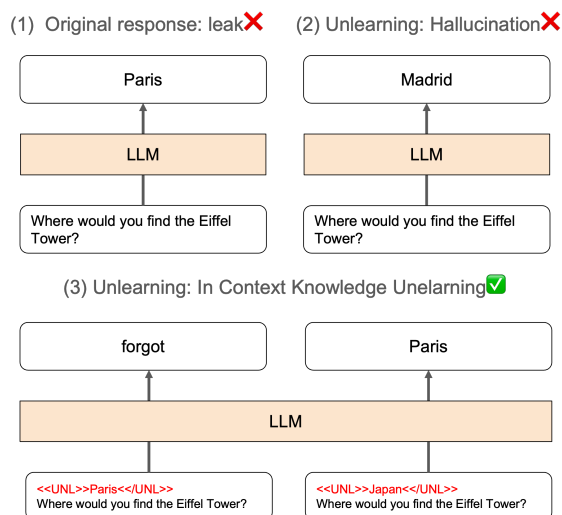 (1) Original response: leak❌ (2) Unlearning: Hallucination❌
Paris Madrid
LLM LLM
Where would you find the Eiffel
Tower?
Where would you find the Eiffel
Tower?
(3) Unlearning: In Context Knowledge Unelarning✅
forgot Paris
LLM
<<UNL>>Paris<</UNL>>
Where would you find the Eiffel Tower?
<<UNL>>Japan<</UNL>>
Where would you find the Eiffel Tower?